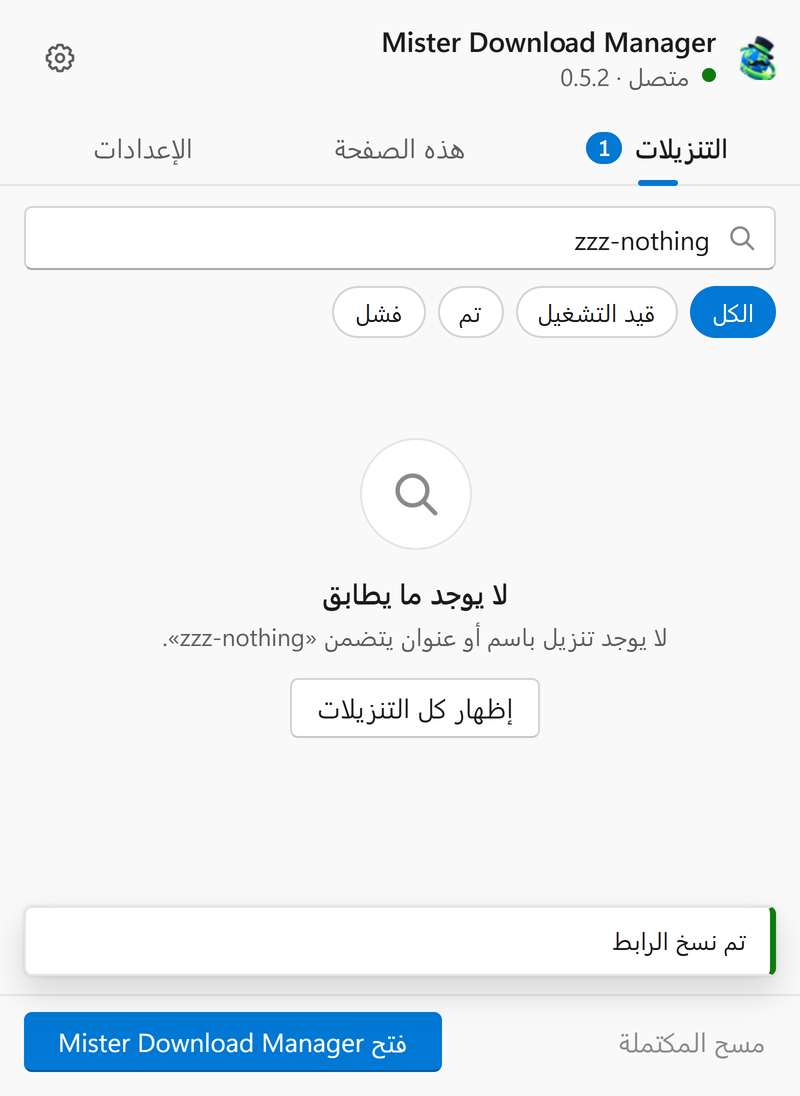 Mister Download Manager
متصل · 0.5.2
التنزيلات 1
هذه الصفحة
الإعدادات
zzz-nothing
الكل
قيد التشغيل
تم
فشل
لا يوجد ما يطابق
لا يوجد تنزيل باسم أو عنوان يتضمن «zzz-nothing».
إظهار كل التنزيلات
تم نسخ الرابط
مسح المكتملة
فتح Mister Download Manager